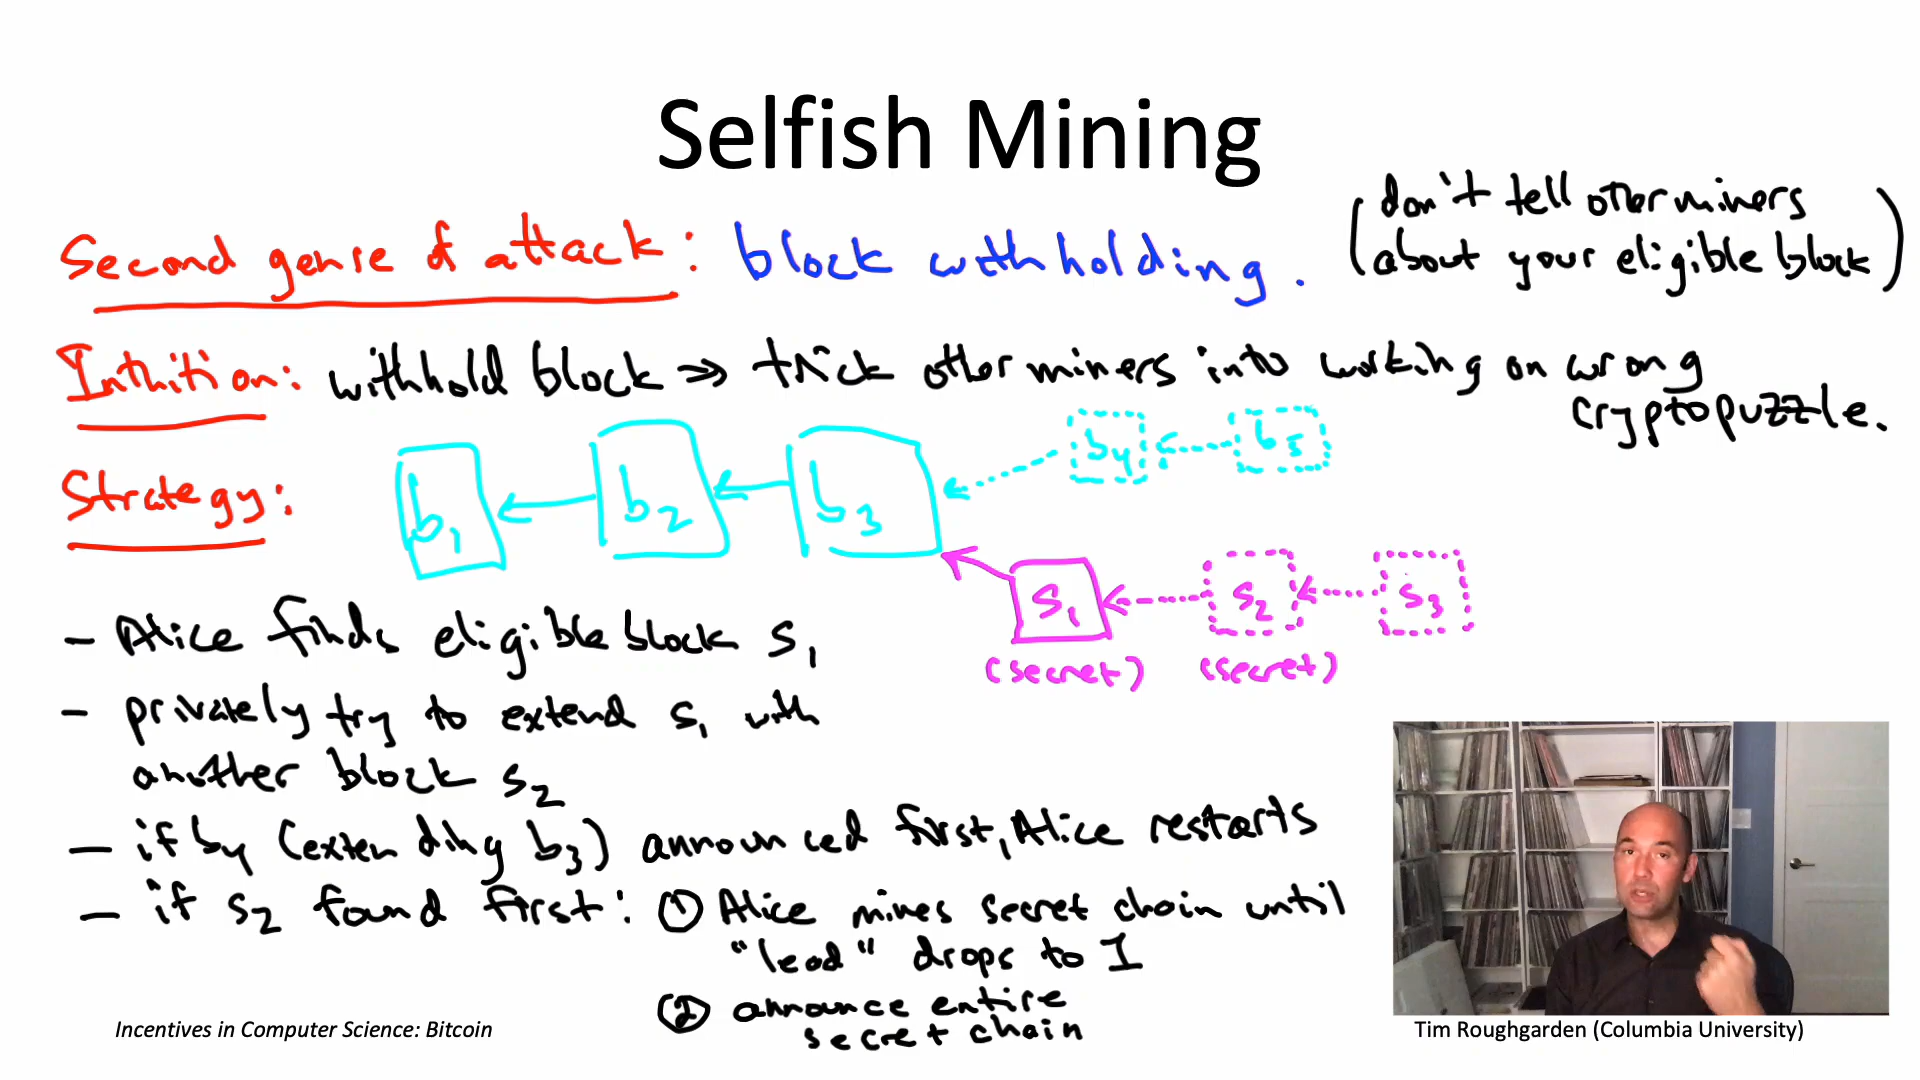 Selfish Mining
Second genre of attack: block withholding. (don't tell other miners
about your eligible block)
Intuition: withhold block => trick other miners into working on wrong
cryptopuzzle.
Strategy:
b1 b2 b3 b4 b5
s1 s2 s3
(secret) (secret)
- Alice finds eligible block s1
- privately try to extend s1 with
another block s2
- if b4 (extending b3) announced first, Alice restarts
- if s2 found first: ① Alice mines secret chain until
"lead" drops to 1
② announce entire
secret chain
Incentives in Computer Science: Bitcoin
Tim Roughgarden (Columbia University)